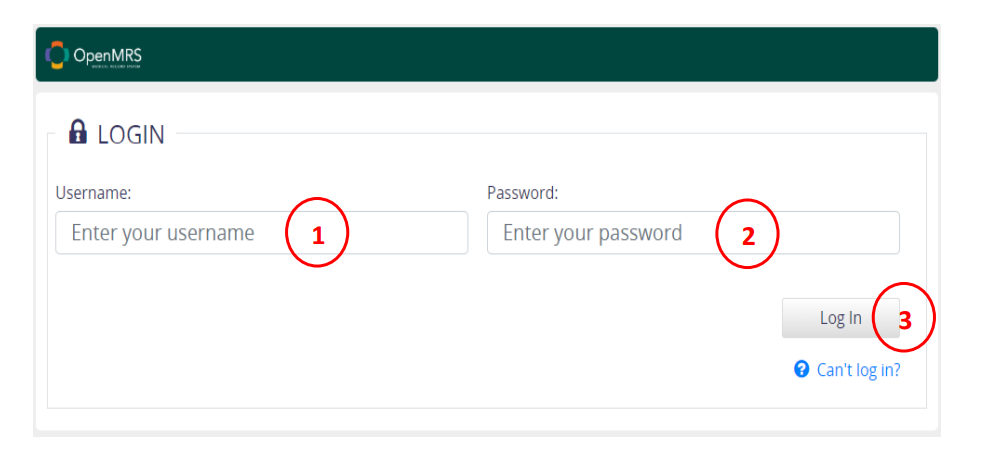 OpenMRS
LOGIN
Username:
Password:
Enter your username
1
Enter your password
2
Log In
3
Can't log in?